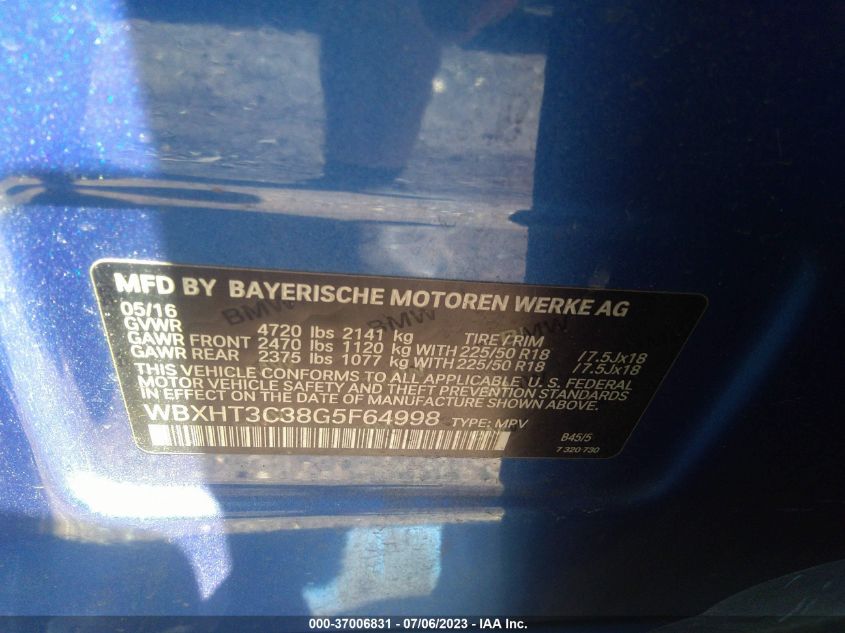 MFD BY BAYERISCHE MOTOREN WERKE AG
05/16
GVWR 4720 lbs 2141 kg TIRE/RIM
GAWR FRONT 2470 lbs 1120 kg WITH 225/50 R18 /7.5Jx18
GAWR REAR 2375 lbs 1077 kg WITH 225/50 R18 /7.5Jx18
THIS VEHICLE CONFORMS TO ALL APPLICABLE U.S. FEDERAL
MOTOR VEHICLE SAFETY AND THEFT PREVENTION STANDARDS
IN EFFECT ON THE DATE OF MANUFACTURE SHOWN ABOVE.
WBXHT3C38G5F64998 TYPE: MPV
B45/5
7 320 730
BMW BMW BMW BMW
000-37006831 - 07/06/2023 - IAA Inc.